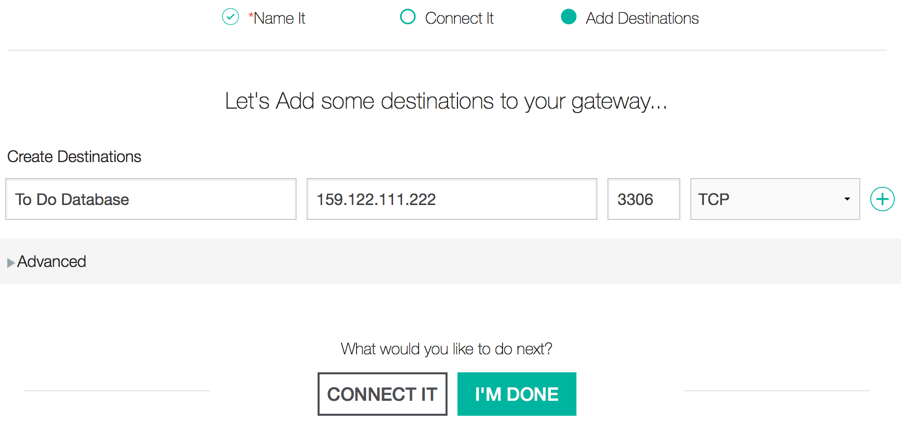 *Name It Connect It Add Destinations
Let's Add some destinations to your gateway...
Create Destinations
To Do Database 159.122.111.222 3306 TCP
Advanced
What would you like to do next?
CONNECT IT I'M DONE